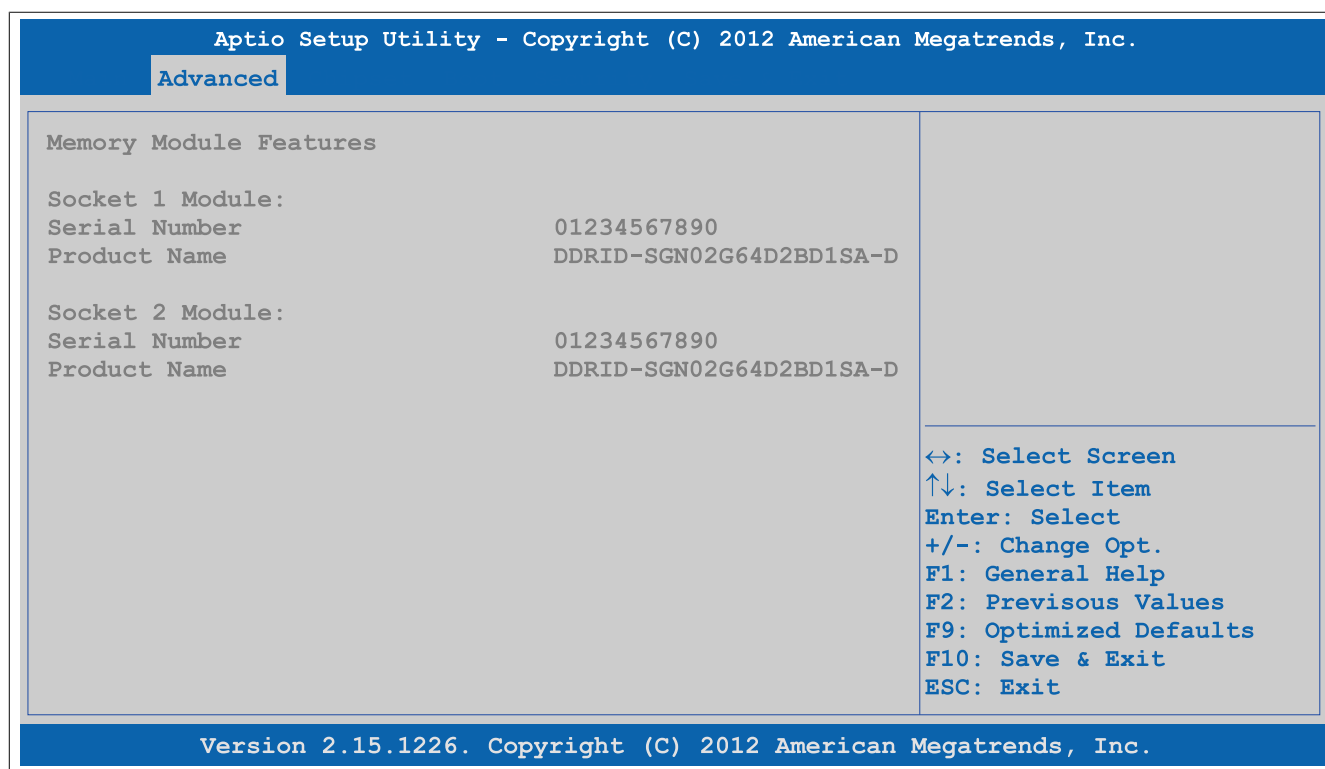 Aptio Setup Utility - Copyright (C) 2012 American Megatrends, Inc.
Advanced
Memory Module Features
Socket 1 Module:
Serial Number 01234567890
Product Name DDRID-SGN02G64D2BD1SA-D
Socket 2 Module:
Serial Number 01234567890
Product Name DDRID-SGN02G64D2BD1SA-D
↔: Select Screen
↑↓: Select Item
Enter: Select
+/-: Change Opt.
F1: General Help
F2: Previsous Values
F9: Optimized Defaults
F10: Save & Exit
ESC: Exit
Version 2.15.1226. Copyright (C) 2012 American Megatrends, Inc.